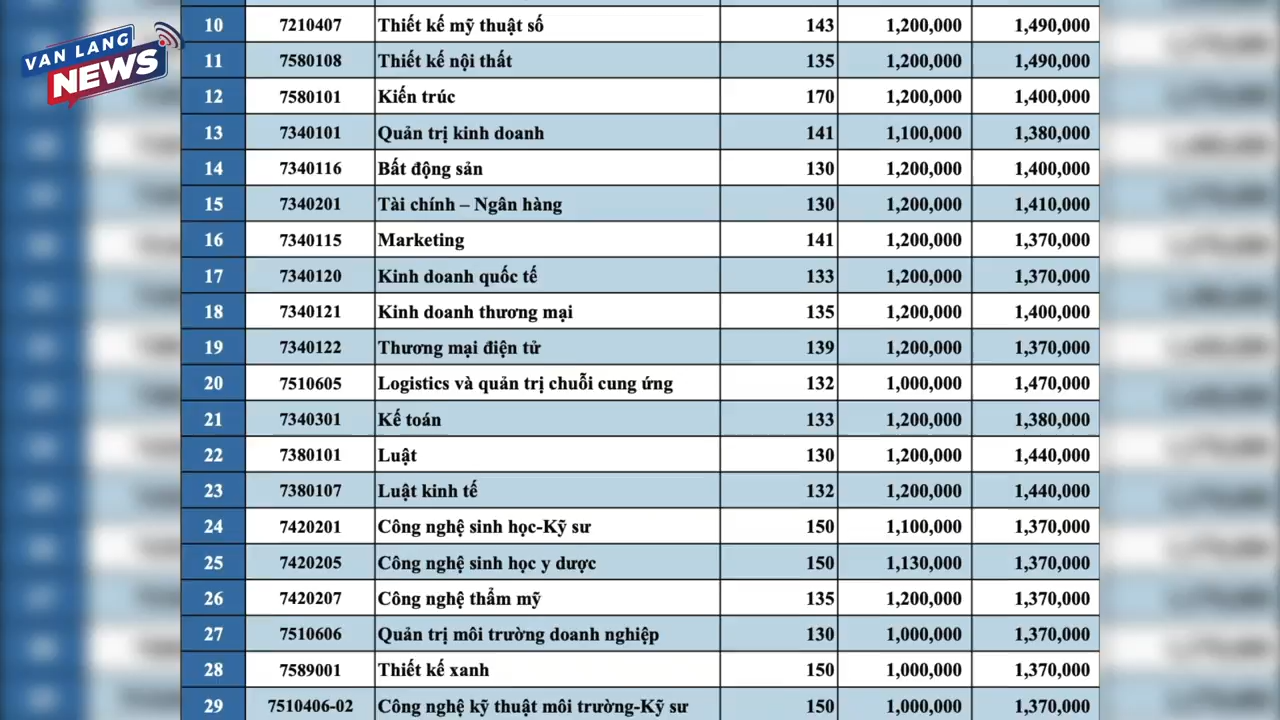 VAN LANG
NEWS
10 7210407 Thiết kế mỹ thuật số 143 1,200,000 1,490,000
11 7580108 Thiết kế nội thất 135 1,200,000 1,490,000
12 7580101 Kiến trúc 170 1,200,000 1,400,000
13 7340101 Quản trị kinh doanh 141 1,100,000 1,380,000
14 7340116 Bất động sản 130 1,200,000 1,400,000
15 7340201 Tài chính – Ngân hàng 130 1,200,000 1,410,000
16 7340115 Marketing 141 1,200,000 1,370,000
17 7340120 Kinh doanh quốc tế 133 1,200,000 1,370,000
18 7340121 Kinh doanh thương mại 135 1,200,000 1,400,000
19 7340122 Thương mại điện tử 139 1,200,000 1,370,000
20 7510605 Logistics và quản trị chuỗi cung ứng 132 1,000,000 1,470,000
21 7340301 Kế toán 133 1,200,000 1,380,000
22 7380101 Luật 130 1,200,000 1,440,000
23 7380107 Luật kinh tế 132 1,200,000 1,440,000
24 7420201 Công nghệ sinh học-Kỹ sư 150 1,100,000 1,370,000
25 7420205 Công nghệ sinh học y dược 150 1,130,000 1,370,000
26 7420207 Công nghệ thẩm mỹ 135 1,200,000 1,370,000
27 7510606 Quản trị môi trường doanh nghiệp 130 1,000,000 1,370,000
28 7589001 Thiết kế xanh 150 1,000,000 1,370,000
29 7510406-02 Công nghệ kỹ thuật môi trường-Kỹ sư 150 1,000,000 1,370,000